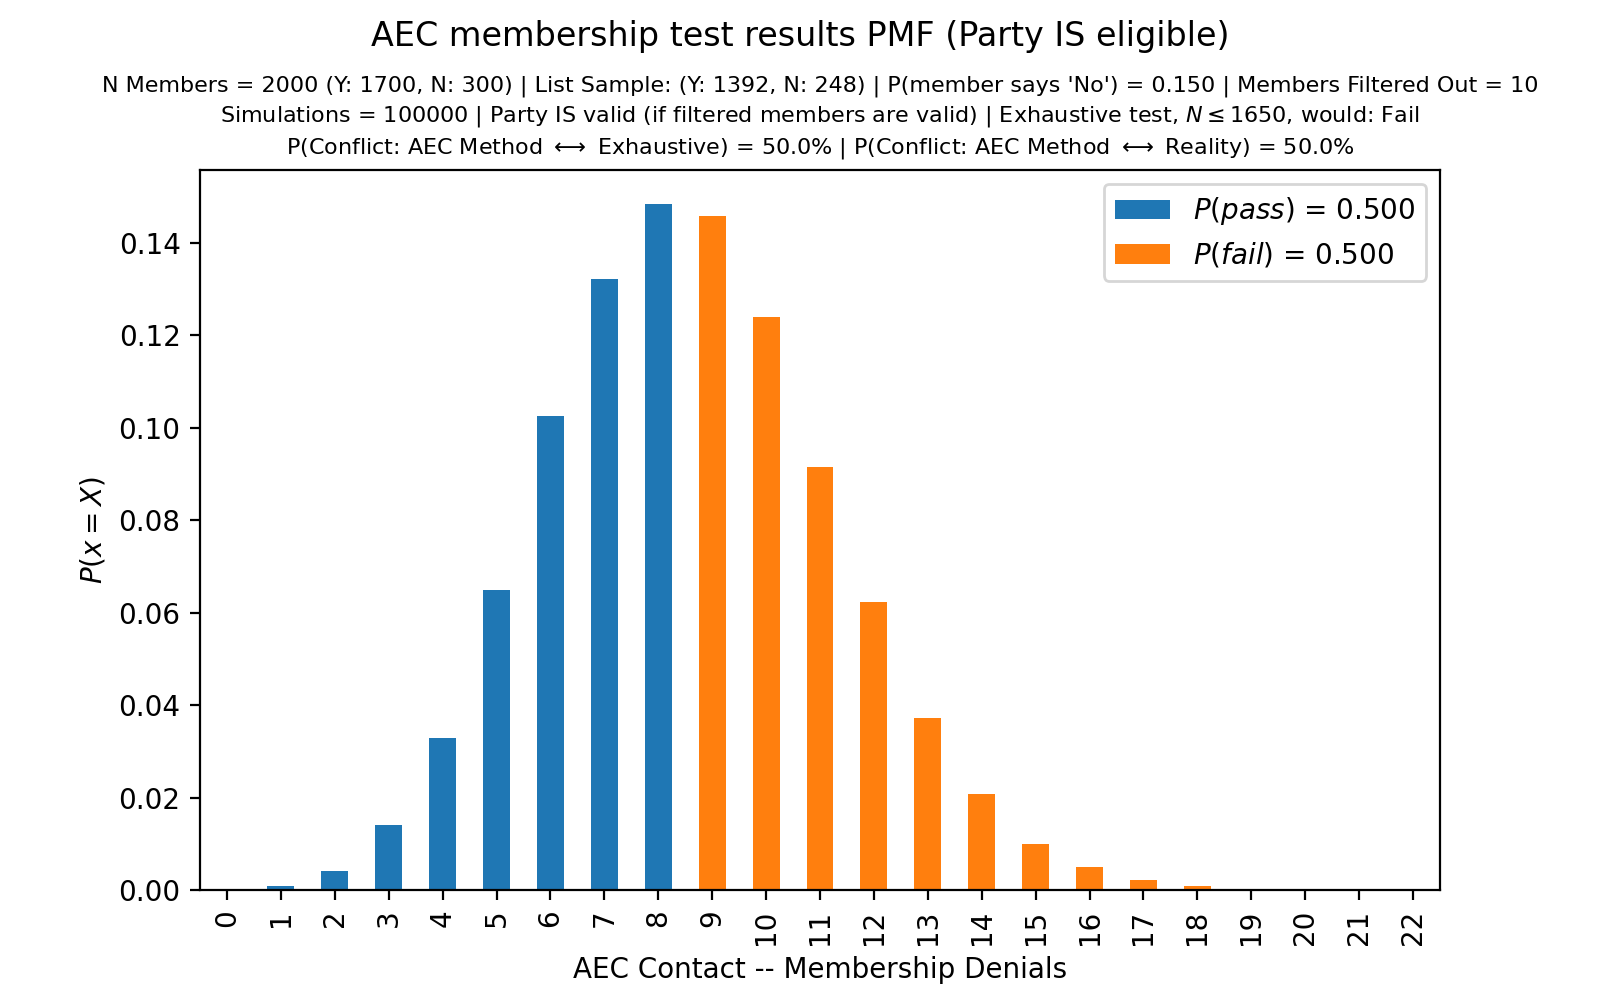 AEC membership test results PMF (Party IS eligible)
N Members = 2000 (Y: 1700, N: 300) | List Sample: (Y: 1392, N: 248) | P(member says 'No') = 0.150 | Members Filtered Out = 10
Simulations = 100000 | Party IS valid (if filtered members are valid) | Exhaustive test, N ≤ 1650, would: Fail
P(Conflict: AEC Method ⟷ Exhaustive) = 50.0% | P(Conflict: AEC Method ⟷ Reality) = 50.0%
P(pass) = 0.500
P(fail) = 0.500
0.14
0.12
0.10
0.08
0.06
0.04
0.02
0.00
P(x = X)
0 1 2 3 4 5 6 7 8 9 10 11 12 13 14 15 16 17 18 19 20 21 22
AEC Contact -- Membership Denials